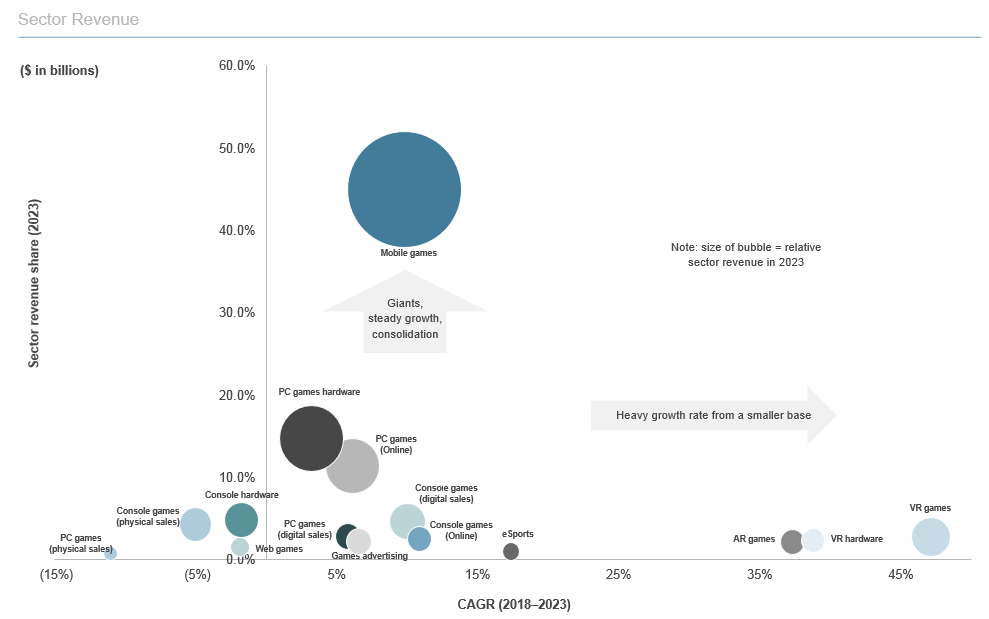 Sector Revenue
($ in billions)
60.0%
50.0%
40.0%
30.0%
20.0%
10.0%
0.0%
Sector revenue share (2023)
Mobile games
Note: size of bubble = relative
sector revenue in 2023
Giants,
steady growth,
consolidation
PC games hardware
Heavy growth rate from a smaller base
PC games
(Online)
Console hardware
Console games
(digital sales)
Console games
(physical sales)
PC games
(digital sales)
Console games
(Online)
eSports
VR games
PC games
(physical sales)
Web games
Games advertising
AR games
VR hardware
(15%)
(5%)
5%
15%
25%
35%
45%
CAGR (2018–2023)